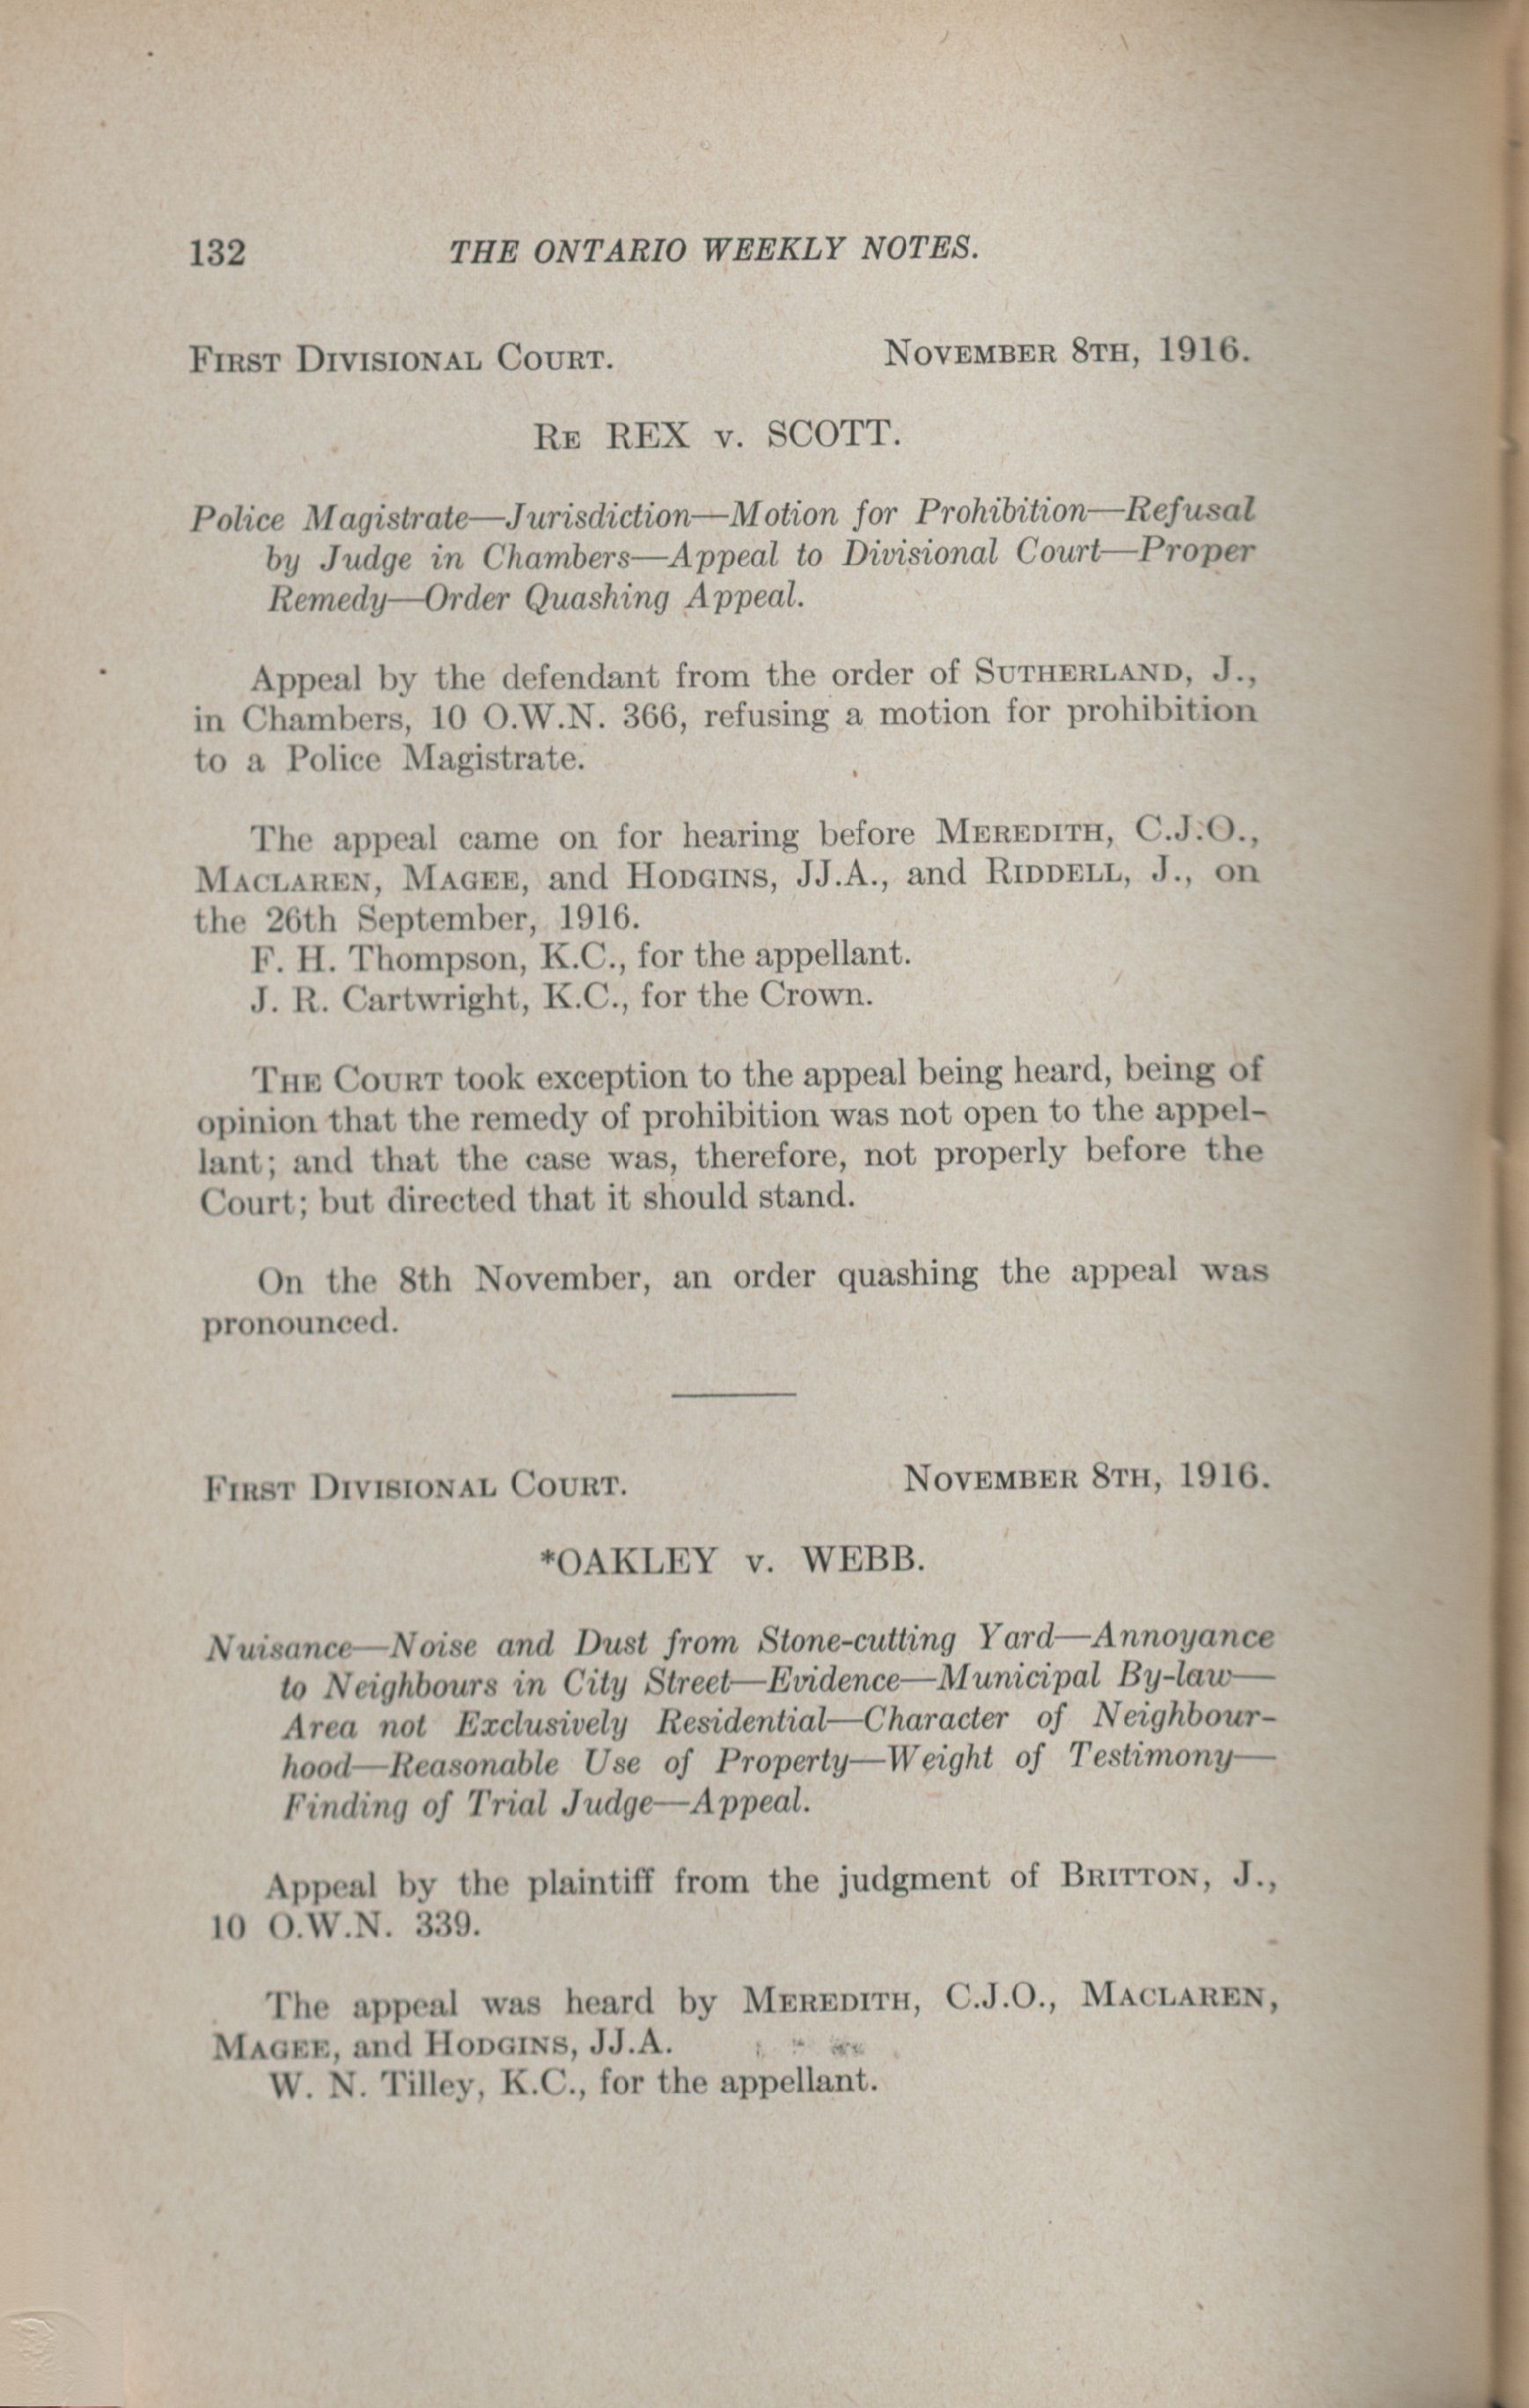 132 THE ONTARIO WEEKLY NOTES.
FIRST DIVISIONAL COURT. NOVEMBER 8TH, 1916.
RE REX v. SCOTT.
Police Magistrate—Jurisdiction—Motion for Prohibition—Refusal
by Judge in Chambers—Appeal to Divisional Court—Proper
Remedy—Order Quashing Appeal.
Appeal by the defendant from the order of SUTHERLAND, J.,
in Chambers, 10 O.W.N. 366, refusing a motion for prohibition
to a Police Magistrate.
The appeal came on for hearing before MEREDITH, C.J.O.,
MACLAREN, MAGEE, and HODGINS, JJ.A., and RIDDELL, J., on
the 26th September, 1916.
F. H. Thompson, K.C., for the appellant.
J. R. Cartwright, K.C., for the Crown.
THE COURT took exception to the appeal being heard, being of
opinion that the remedy of prohibition was not open to the appel-
lant; and that the case was, therefore, not properly before the
Court; but directed that it should stand.
On the 8th November, an order quashing the appeal was
pronounced.
FIRST DIVISIONAL COURT. NOVEMBER 8TH, 1916.
*OAKLEY v. WEBB.
Nuisance—Noise and Dust from Stone-cutting Yard—Annoyance
to Neighbours in City Street—Evidence—Municipal By-law—
Area not Exclusively Residential—Character of Neighbour-
hood—Reasonable Use of Property—Weight of Testimony—
Finding of Trial Judge—Appeal.
Appeal by the plaintiff from the judgment of BRITTON, J.,
10 O.W.N. 339.
The appeal was heard by MEREDITH, C.J.O., MACLAREN,
MAGEE, and HODGINS, JJ.A.
W. N. Tilley, K.C., for the appellant.